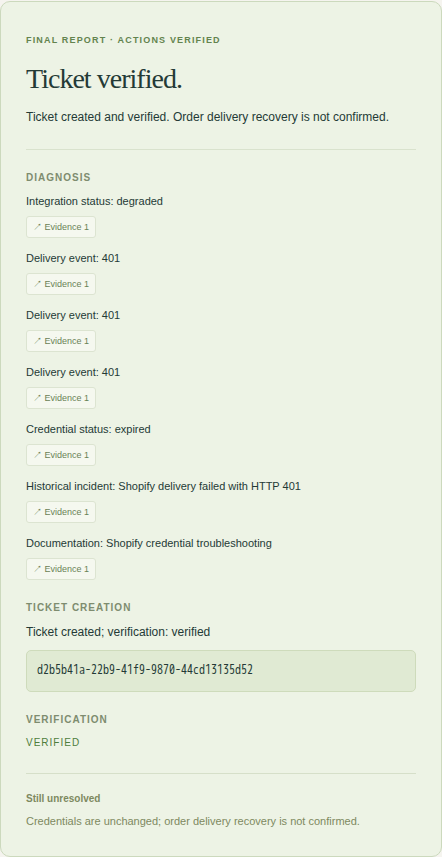 FINAL REPORT · ACTIONS VERIFIED
Ticket verified.
Ticket created and verified. Order delivery recovery is not confirmed.
DIAGNOSIS
Integration status: degraded
↗ Evidence 1
Delivery event: 401
↗ Evidence 1
Delivery event: 401
↗ Evidence 1
Delivery event: 401
↗ Evidence 1
Credential status: expired
↗ Evidence 1
Historical incident: Shopify delivery failed with HTTP 401
↗ Evidence 1
Documentation: Shopify credential troubleshooting
↗ Evidence 1
TICKET CREATION
Ticket created; verification: verified
d2b5b41a-22b9-41f9-9870-44cd13135d52
VERIFICATION
VERIFIED
Still unresolved
Credentials are unchanged; order delivery recovery is not confirmed.